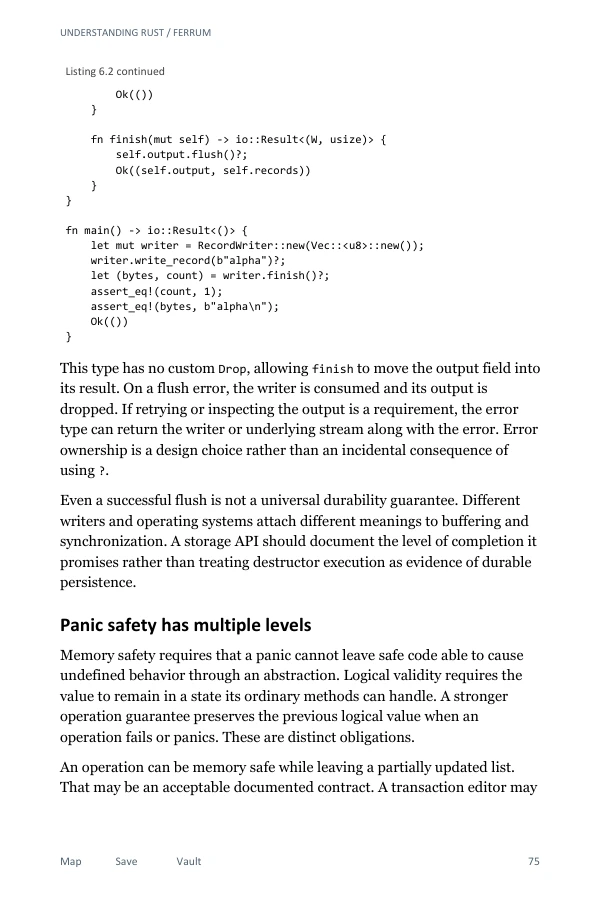 UNDERSTANDING RUST / FERRUM
Listing 6.2 continued
        Ok(())
    }

    fn finish(mut self) -> io::Result<(W, usize)> {
        self.output.flush()?;
        Ok((self.output, self.records))
    }
}

fn main() -> io::Result<()> {
    let mut writer = RecordWriter::new(Vec::<u8>::new());
    writer.write_record(b"alpha")?;
    let (bytes, count) = writer.finish()?;
    assert_eq!(count, 1);
    assert_eq!(bytes, b"alpha\n");
    Ok(())
}
This type has no custom Drop, allowing finish to move the output field into
its result. On a flush error, the writer is consumed and its output is
dropped. If retrying or inspecting the output is a requirement, the error
type can return the writer or underlying stream along with the error. Error
ownership is a design choice rather than an incidental consequence of
using ?.
Even a successful flush is not a universal durability guarantee. Different
writers and operating systems attach different meanings to buffering and
synchronization. A storage API should document the level of completion it
promises rather than treating destructor execution as evidence of durable
persistence.
Panic safety has multiple levels
Memory safety requires that a panic cannot leave safe code able to cause
undefined behavior through an abstraction. Logical validity requires the
value to remain in a state its ordinary methods can handle. A stronger
operation guarantee preserves the previous logical value when an
operation fails or panics. These are distinct obligations.
An operation can be memory safe while leaving a partially updated list.
That may be an acceptable documented contract. A transaction editor may
Map Save Vault 75